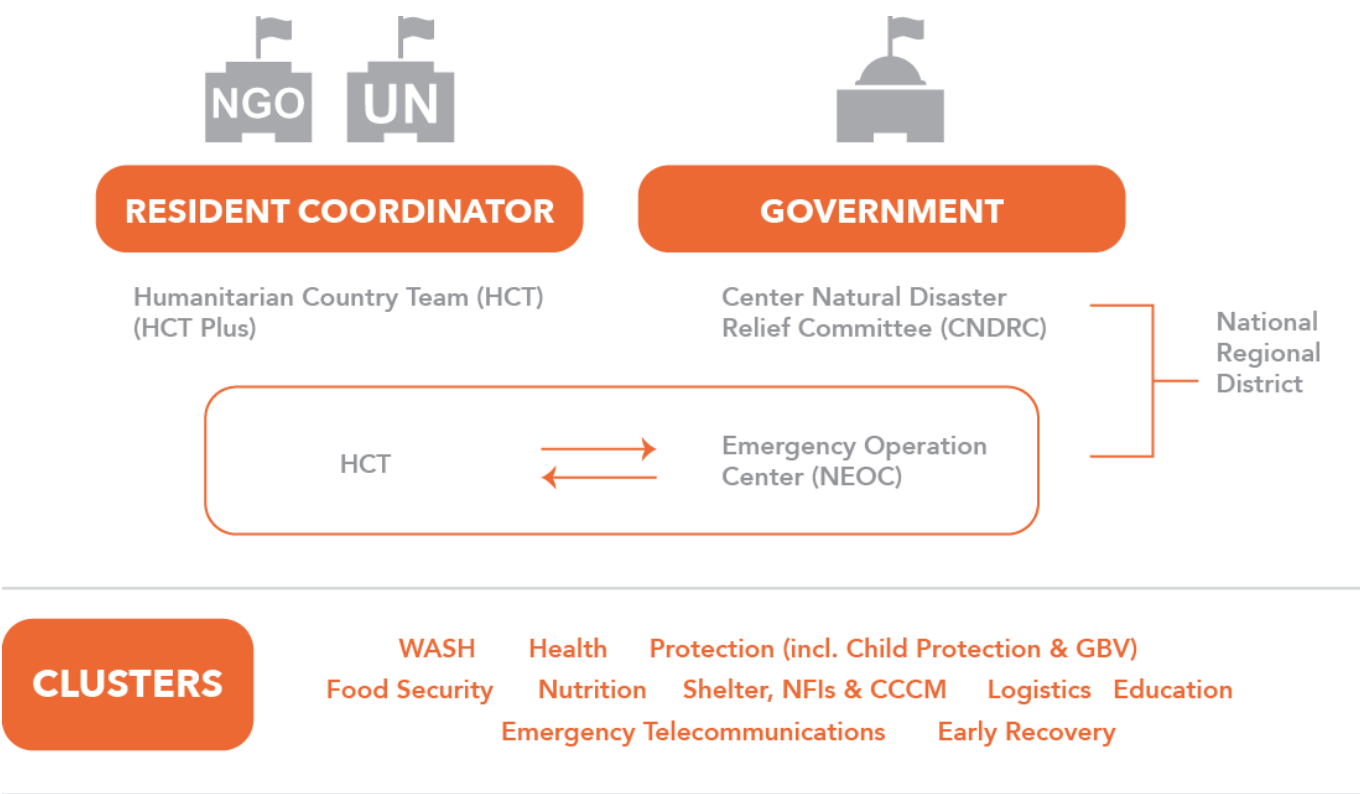 NGO
UN
RESIDENT COORDINATOR
GOVERNMENT
Humanitarian Country Team (HCT)
(HCT Plus)
Center Natural Disaster
Relief Committee (CNDRC)
National
Regional
District
HCT
Emergency Operation
Center (NEOC)
CLUSTERS
WASH Health Protection (incl. Child Protection & GBV)
Food Security Nutrition Shelter, NFIs & CCCM Logistics Education
Emergency Telecommunications Early Recovery